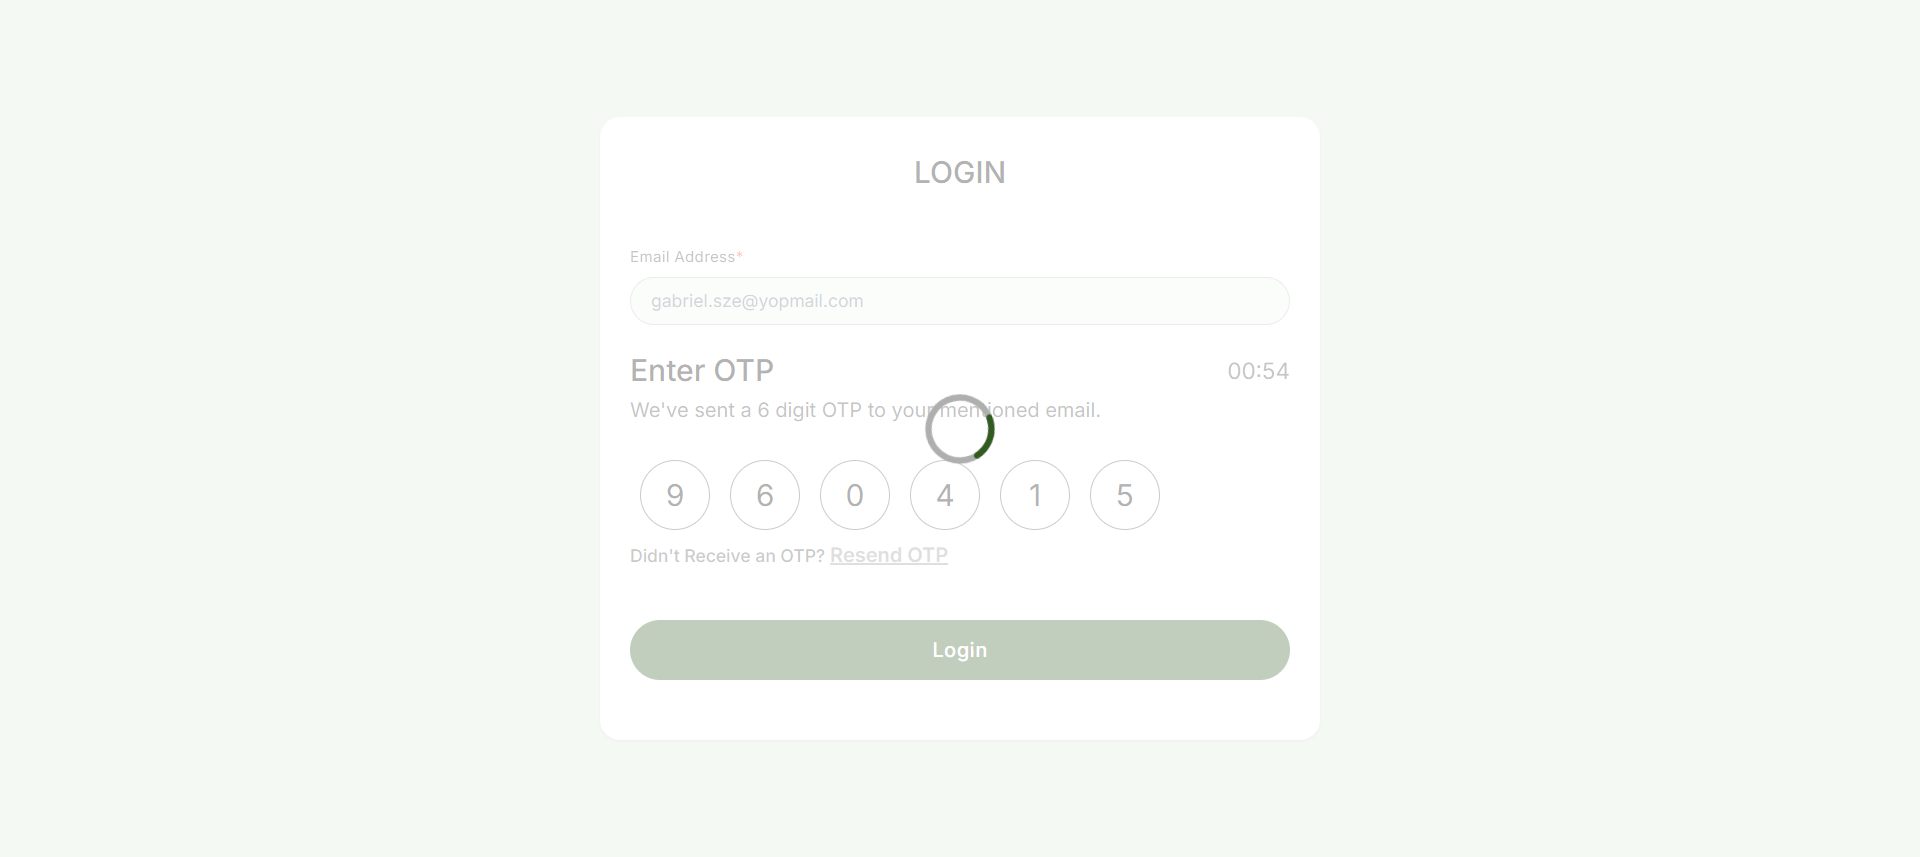 LOGIN
Email Address*
gabriel.sze@yopmail.com
Enter OTP 00:54
We've sent a 6 digit OTP to your mentioned email.
9 6 0 4 1 5
Didn't Receive an OTP? Resend OTP
Login